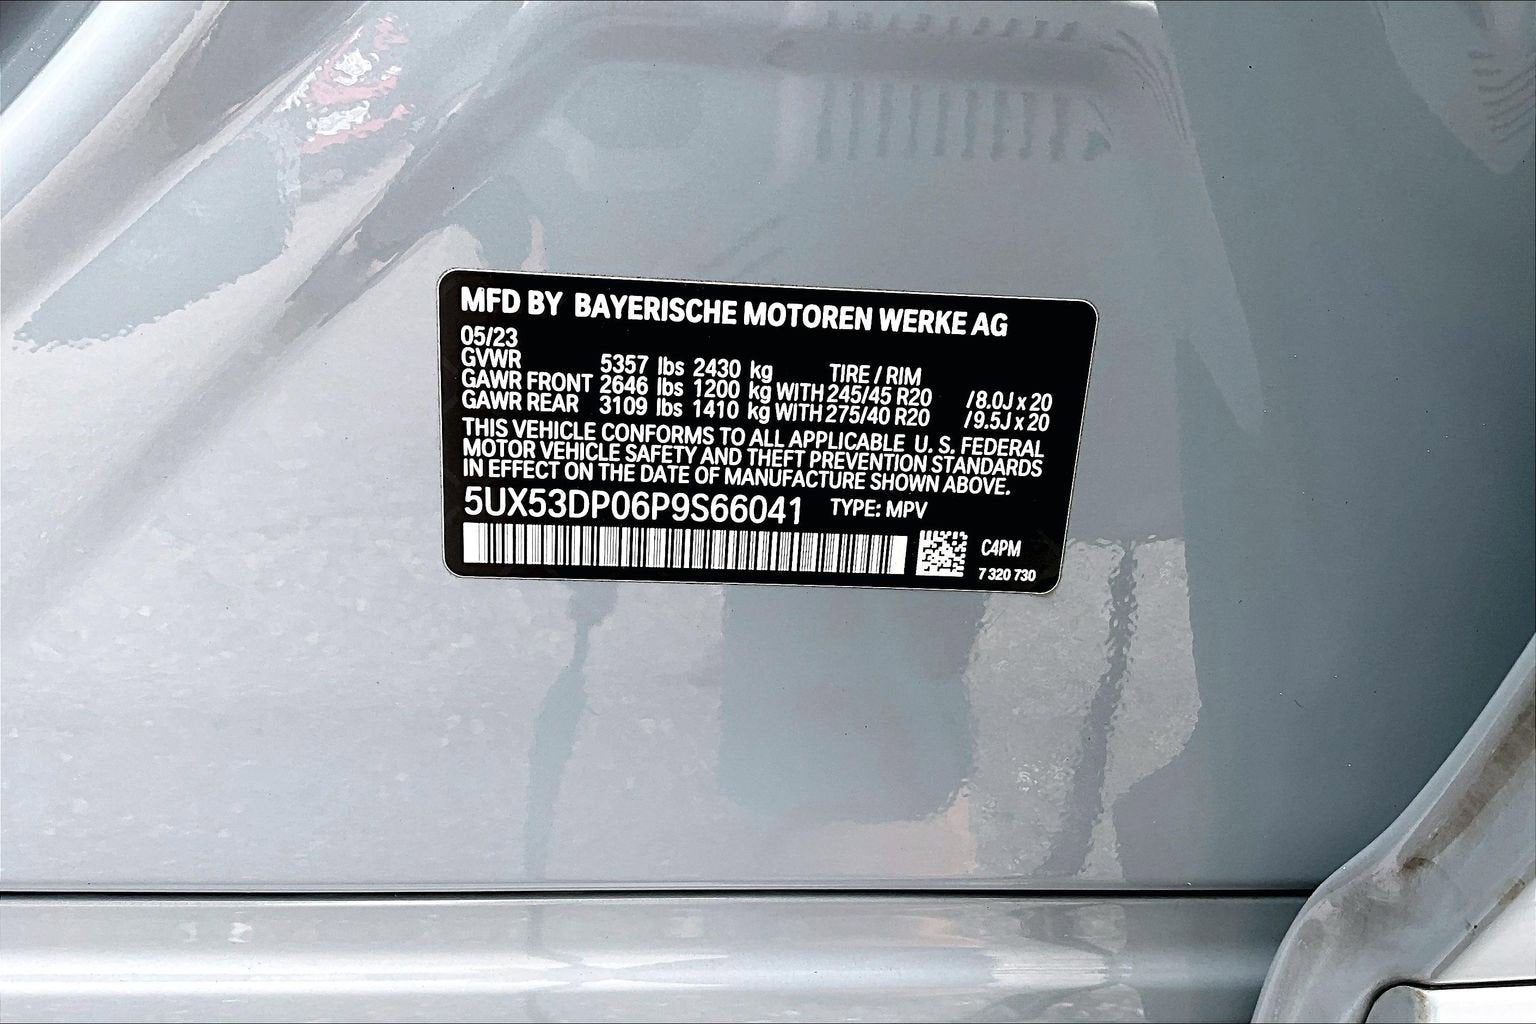 MFD BY BAYERISCHE MOTOREN WERKE AG
05/23
GVWR 5357 lbs 2430 kg TIRE / RIM
GAWR FRONT 2646 lbs 1200 kg WITH 245/45 R20 /8.0J x 20
GAWR REAR 3109 lbs 1410 kg WITH 275/40 R20 /9.5J x 20
THIS VEHICLE CONFORMS TO ALL APPLICABLE U. S. FEDERAL
MOTOR VEHICLE SAFETY AND THEFT PREVENTION STANDARDS
IN EFFECT ON THE DATE OF MANUFACTURE SHOWN ABOVE.
5UX53DP06P9S66041 TYPE: MPV
C4PM
7 320 730